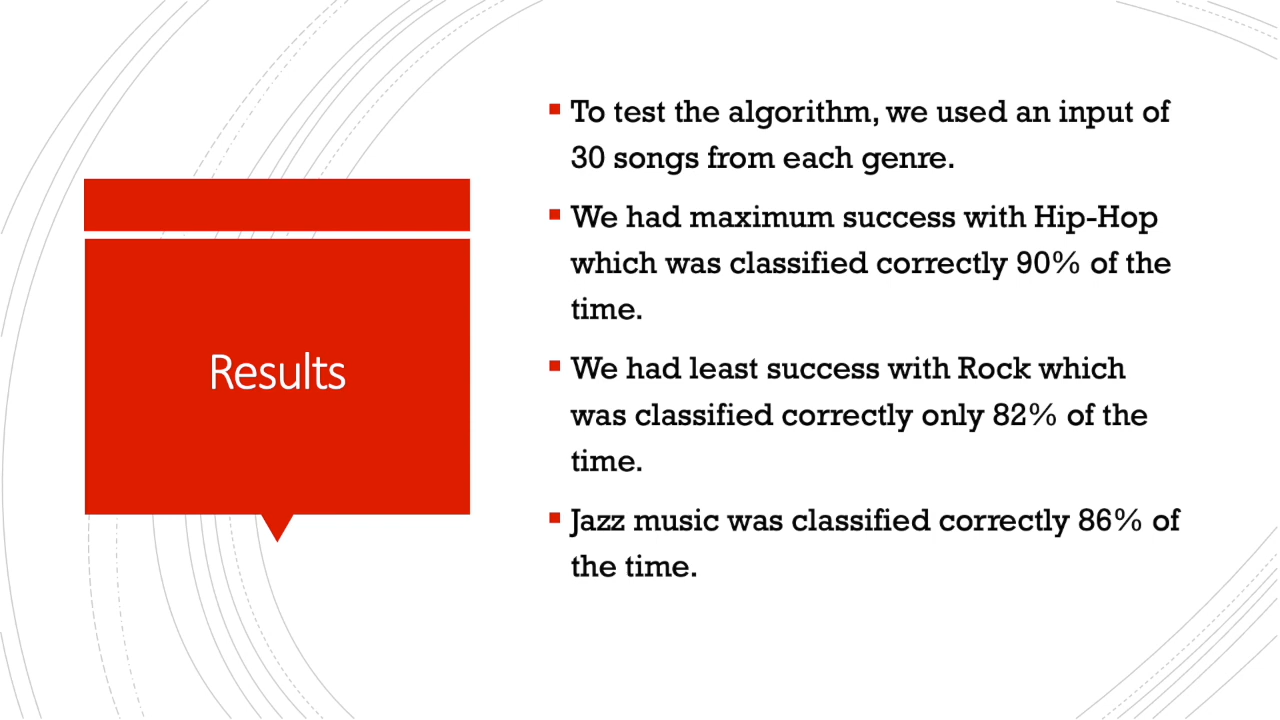 Results
To test the algorithm, we used an input of
30 songs from each genre.
We had maximum success with Hip-Hop
which was classified correctly 90% of the
time.
We had least success with Rock which
was classified correctly only 82% of the
time.
Jazz music was classified correctly 86% of
the time.